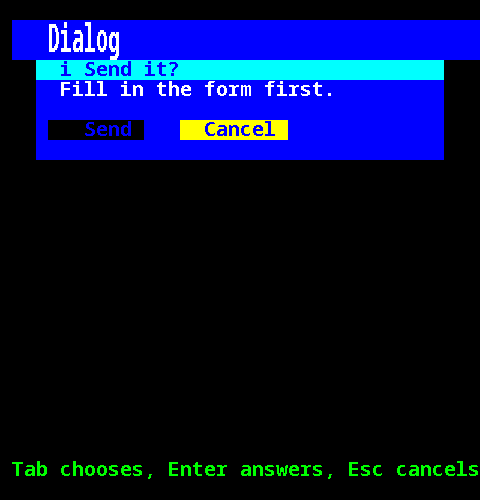 Dialog
i Send it?
Fill in the form first.
Send Cancel
Tab chooses, Enter answers, Esc cancels